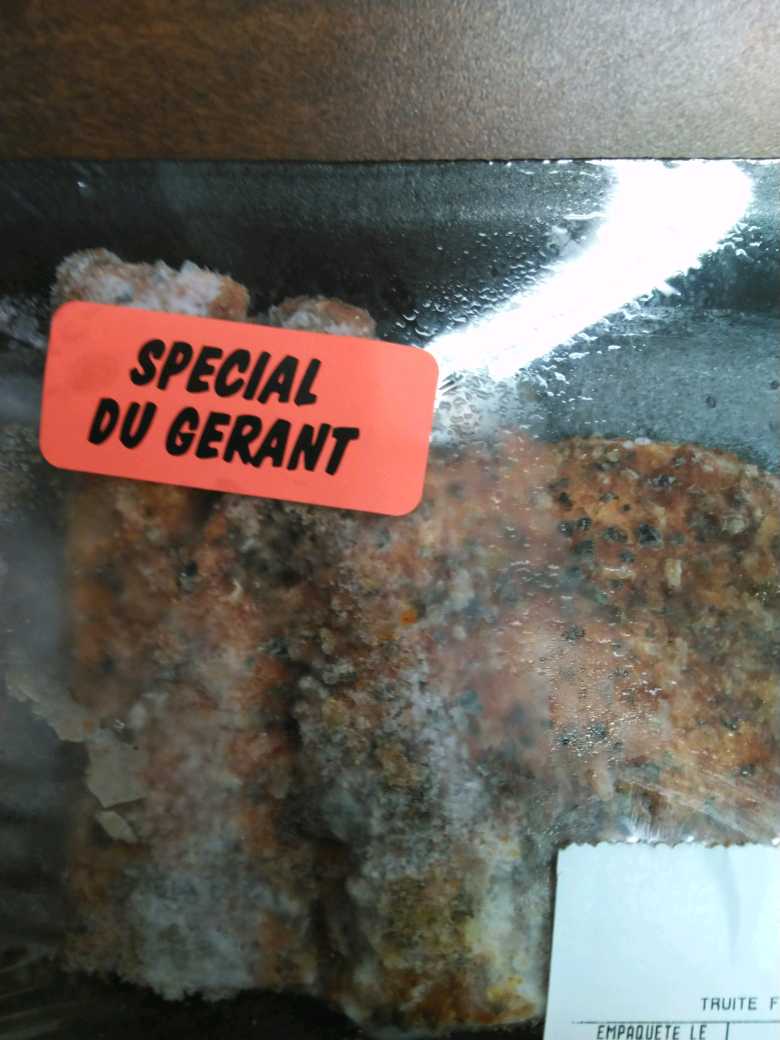 SPECIAL
DU GERANT
TRUITE F
EMPAQUETE LE